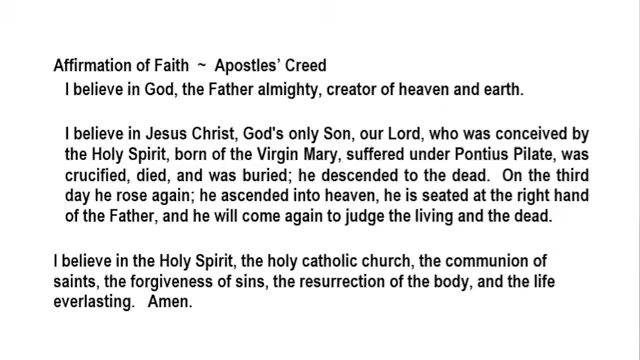 Affirmation of Faith ~ Apostles' Creed
I believe in God, the Father almighty, creator of heaven and earth.
I believe in Jesus Christ, God's only Son, our Lord, who was conceived by
the Holy Spirit, born of the Virgin Mary, suffered under Pontius Pilate, was
crucified, died, and was buried; he descended to the dead. On the third
day he rose again; he ascended into heaven, he is seated at the right hand
of the Father, and he will come again to judge the living and the dead.
I believe in the Holy Spirit, the holy catholic church, the communion of
saints, the forgiveness of sins, the resurrection of the body, and the life
everlasting. Amen.